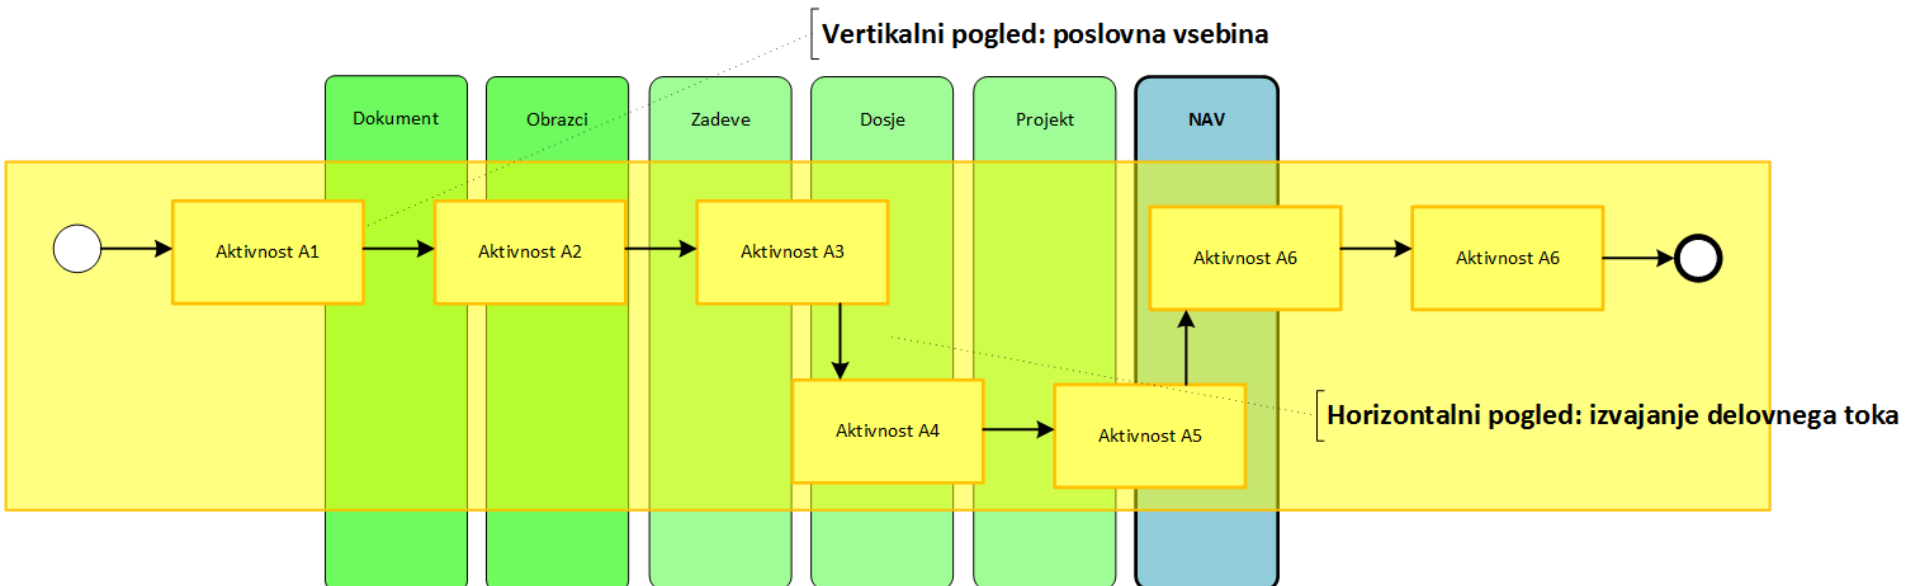 Vertikalni pogled: poslovna vsebina
Dokument
Obrazci
Zadeve
Dosje
Projekt
NAV
Aktivnost A1
Aktivnost A2
Aktivnost A3
Aktivnost A6
Aktivnost A6
Horizontalni pogled: izvajanje delovnega toka
Aktivnost A4
Aktivnost A5